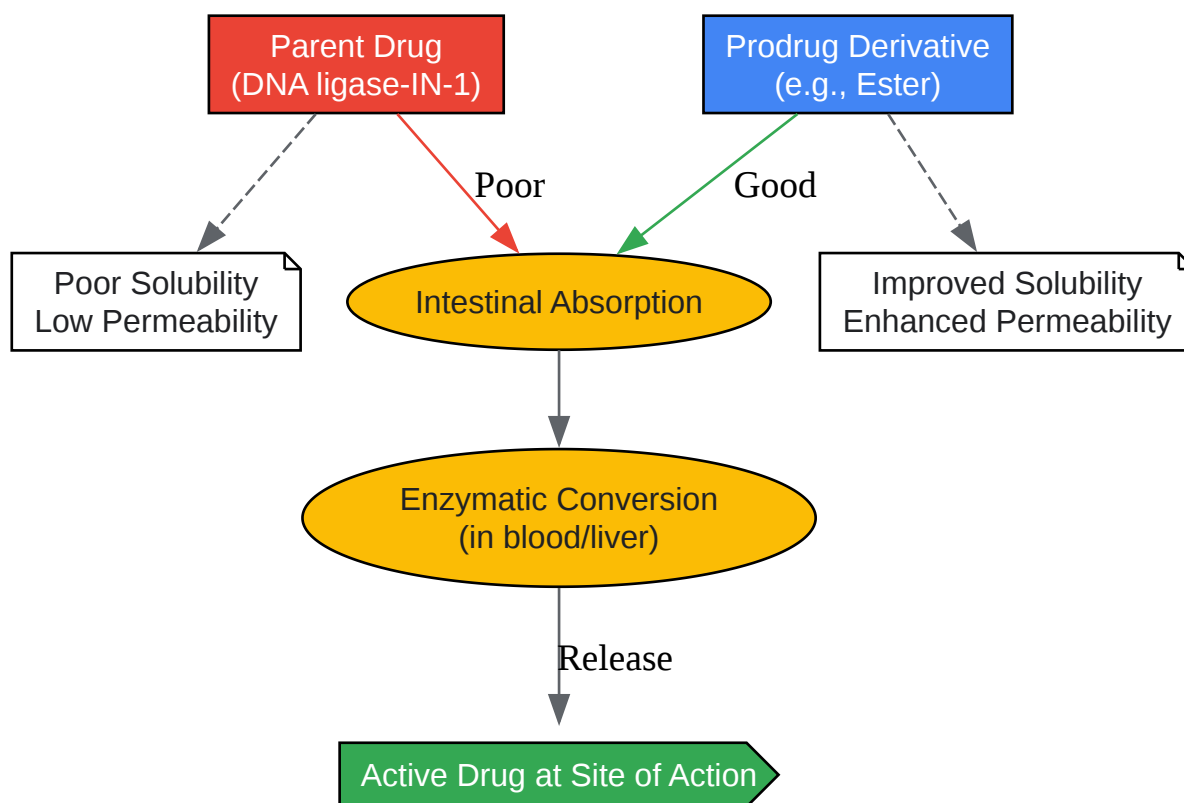 Parent Drug
(DNA ligase-IN-1)
Prodrug Derivative
(e.g., Ester)
Poor
Good
Poor Solubility
Low Permeability
Intestinal Absorption
Improved Solubility
Enhanced Permeability
Enzymatic Conversion
(in blood/liver)
Release
Active Drug at Site of Action